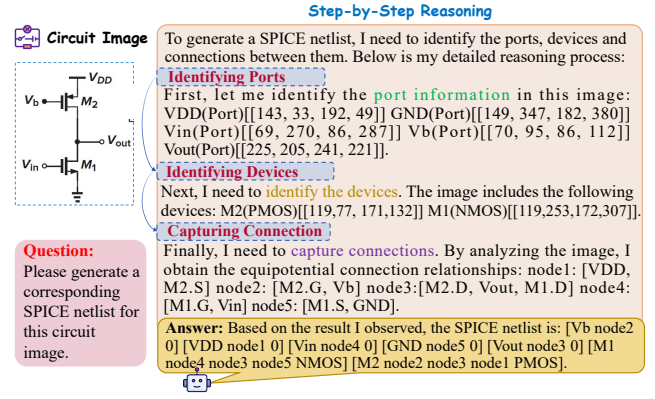 Step-by-Step Reasoning
Circuit Image
VDD
Vb
M2
Vout
Vin
M1
Question:
Please generate a
corresponding
SPICE netlist for
this circuit
image.
To generate a SPICE netlist, I need to identify the ports, devices and
connections between them. Below is my detailed reasoning process:
Identifying Ports
First, let me identify the port information in this image:
VDD(Port)[[143, 33, 192, 49]] GND(Port)[[149, 347, 182, 380]]
Vin(Port)[[69, 270, 86, 287]] Vb(Port)[[70, 95, 86, 112]]
Vout(Port)[[225, 205, 241, 221]].
Identifying Devices
Next, I need to identify the devices. The image includes the following
devices: M2(PMOS)[[119,77, 171,132]] M1(NMOS)[[119,253,172,307]].
Capturing Connection
Finally, I need to capture connections. By analyzing the image, I
obtain the equipotential connection relationships: node1: [VDD,
M2.S] node2: [M2.G, Vb] node3:[M2.D, Vout, M1.D] node4:
[M1.G, Vin] node5: [M1.S, GND].
Answer: Based on the result I observed, the SPICE netlist is: [Vb node2
0] [VDD node1 0] [Vin node4 0] [GND node5 0] [Vout node3 0] [M1
node4 node3 node5 NMOS] [M2 node2 node3 node1 PMOS].